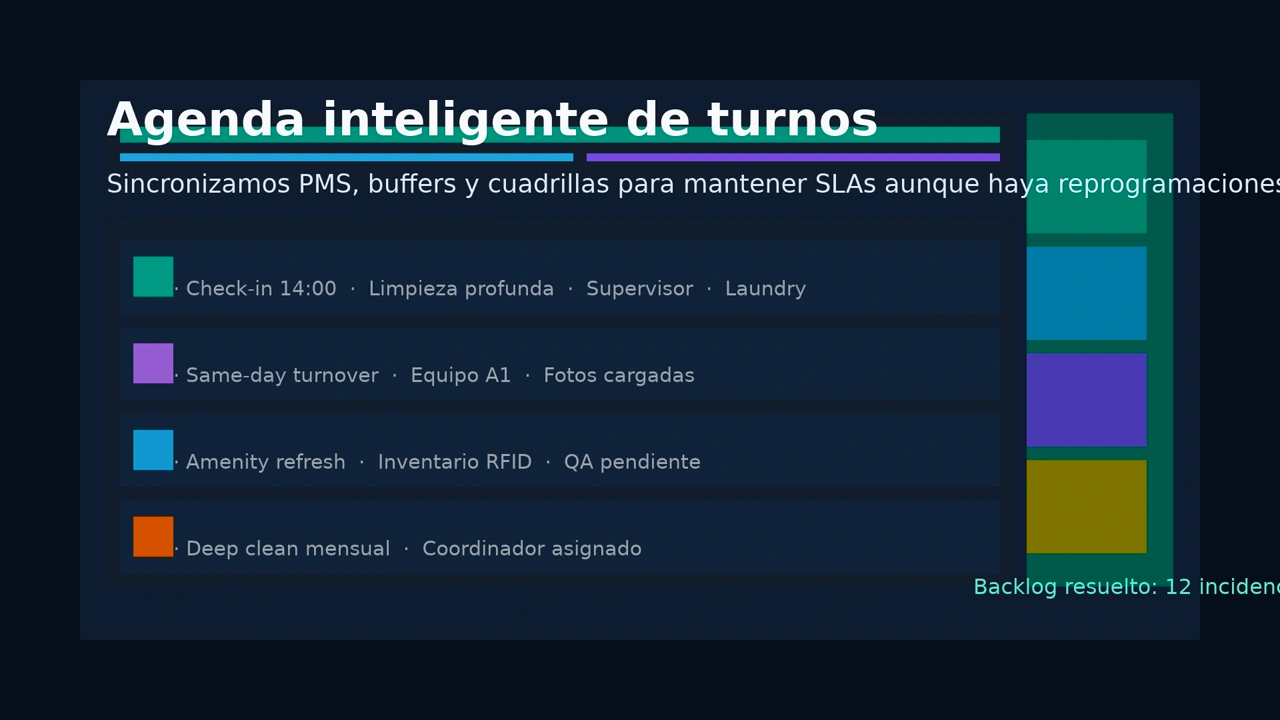 Agenda inteligente de turnos
Sincronizamos PMS, buffers y cuadrillas para mantener SLAs aunque haya reprogramaciones
· Check-in 14:00 · Limpieza profunda · Supervisor · Laundry
· Same-day turnover · Equipo A1 · Fotos cargadas
· Amenity refresh · Inventario RFID · QA pendiente
· Deep clean mensual · Coordinador asignado
Backlog resuelto: 12